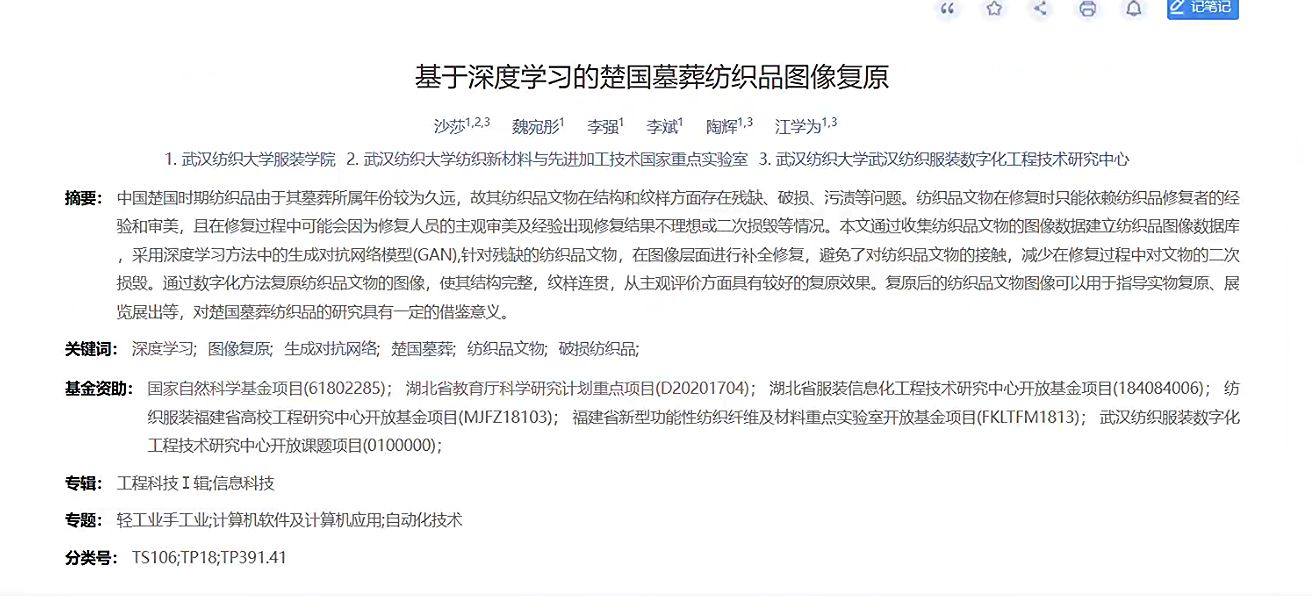 记笔记
基于深度学习的楚国墓葬纺织品图像复原
沙莎1,2,3 魏宛彤1 李强1 李斌1 陶辉1,3 江学为1,3
1. 武汉纺织大学服装学院 2. 武汉纺织大学纺织新材料与先进加工技术国家重点实验室 3. 武汉纺织大学武汉纺织服装数字化工程技术研究中心
摘要： 中国楚国时期纺织品由于其墓葬所属年份较为久远，故其纺织品文物在结构和纹样方面存在残缺、破损、污渍等问题。纺织品文物在修复时只能依赖纺织品修复者的经
验和审美，且在修复过程中可能会因为修复人员的主观审美及经验出现修复结果不理想或二次损毁等情况。本文通过收集纺织品文物的图像数据建立纺织品图像数据库
，采用深度学习方法中的生成对抗网络模型(GAN),针对残缺的纺织品文物，在图像层面进行补全修复，避免了对纺织品文物的接触，减少在修复过程中对文物的二次
损毁。通过数字化方法复原纺织品文物的图像，使其结构完整，纹样连贯，从主观评价方面具有较好的复原效果。复原后的纺织品文物图像可以用于指导实物复原、展
览展出等，对楚国墓葬纺织品的研究具有一定的借鉴意义。
关键词： 深度学习; 图像复原; 生成对抗网络; 楚国墓葬; 纺织品文物; 破损纺织品;
基金资助： 国家自然科学基金项目(61802285)； 湖北省教育厅科学研究计划重点项目(D20201704)； 湖北省服装信息化工程技术研究中心开放基金项目(184084006)； 纺
织服装福建省高校工程研究中心开放基金项目(MJFZ18103)； 福建省新型功能性纺织纤维及材料重点实验室开放基金项目(FKLTFM1813)； 武汉纺织服装数字化
工程技术研究中心开放课题项目(0100000)；
专辑： 工程科技Ⅰ辑;信息科技
专题： 轻工业手工业;计算机软件及计算机应用;自动化技术
分类号： TS106;TP18;TP391.41